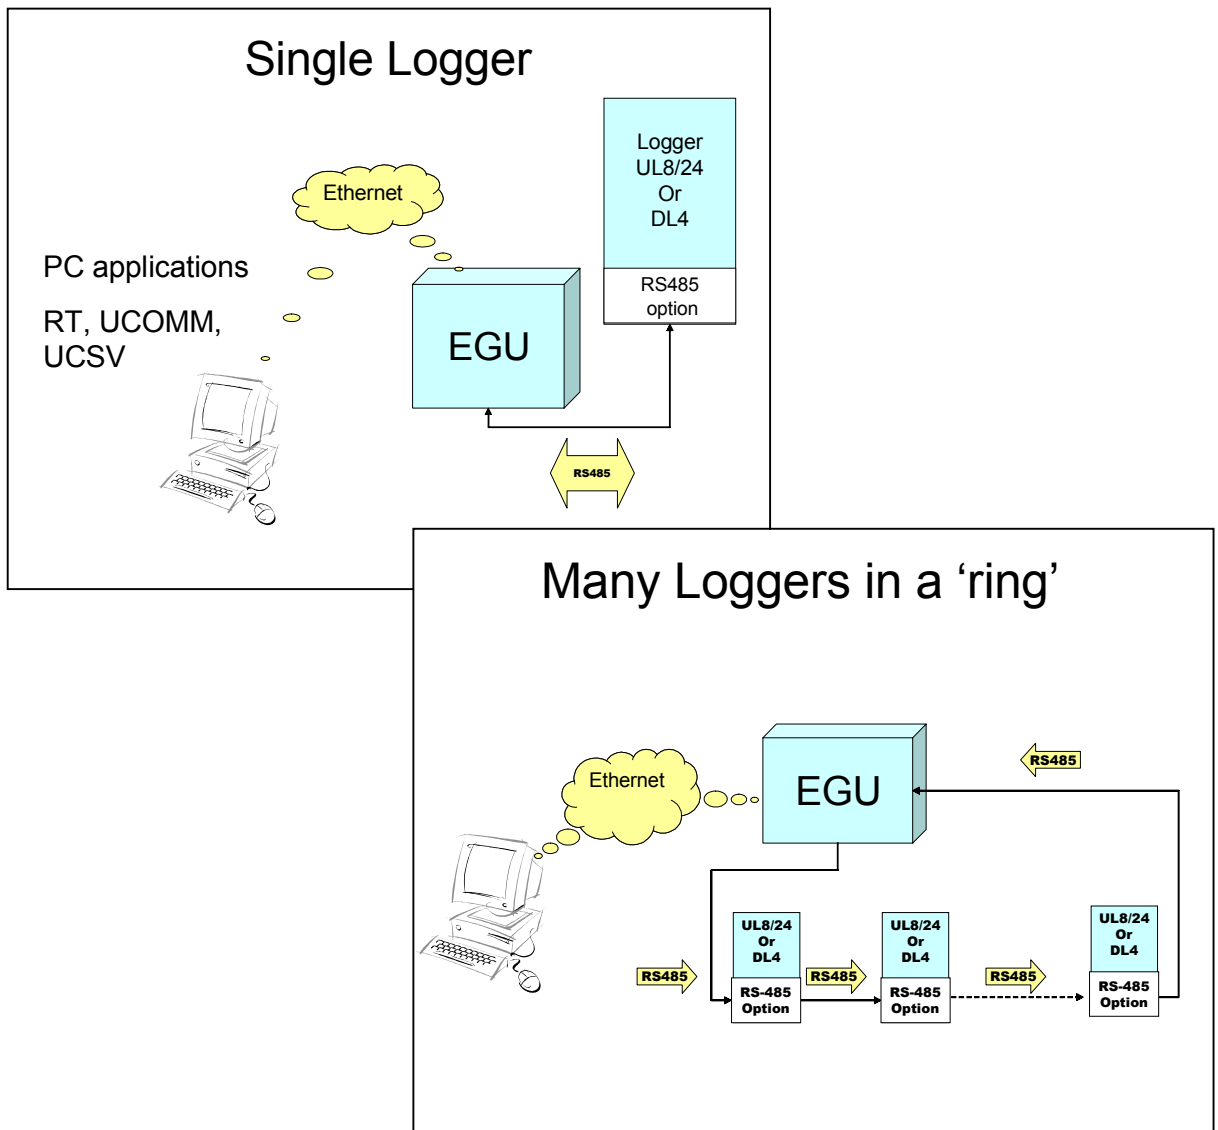 Single Logger
Logger
UL8/24
Or
DL4
RS485
option
Ethernet
PC applications
RT, UCOMM,
UCSV
EGU
RS485
Many Loggers in a ‘ring’
Ethernet
EGU
RS485
UL8/24
Or
DL4
RS-485
Option
RS485
RS485
UL8/24
Or
DL4
RS-485
Option
RS485
UL8/24
Or
DL4
RS-485
Option